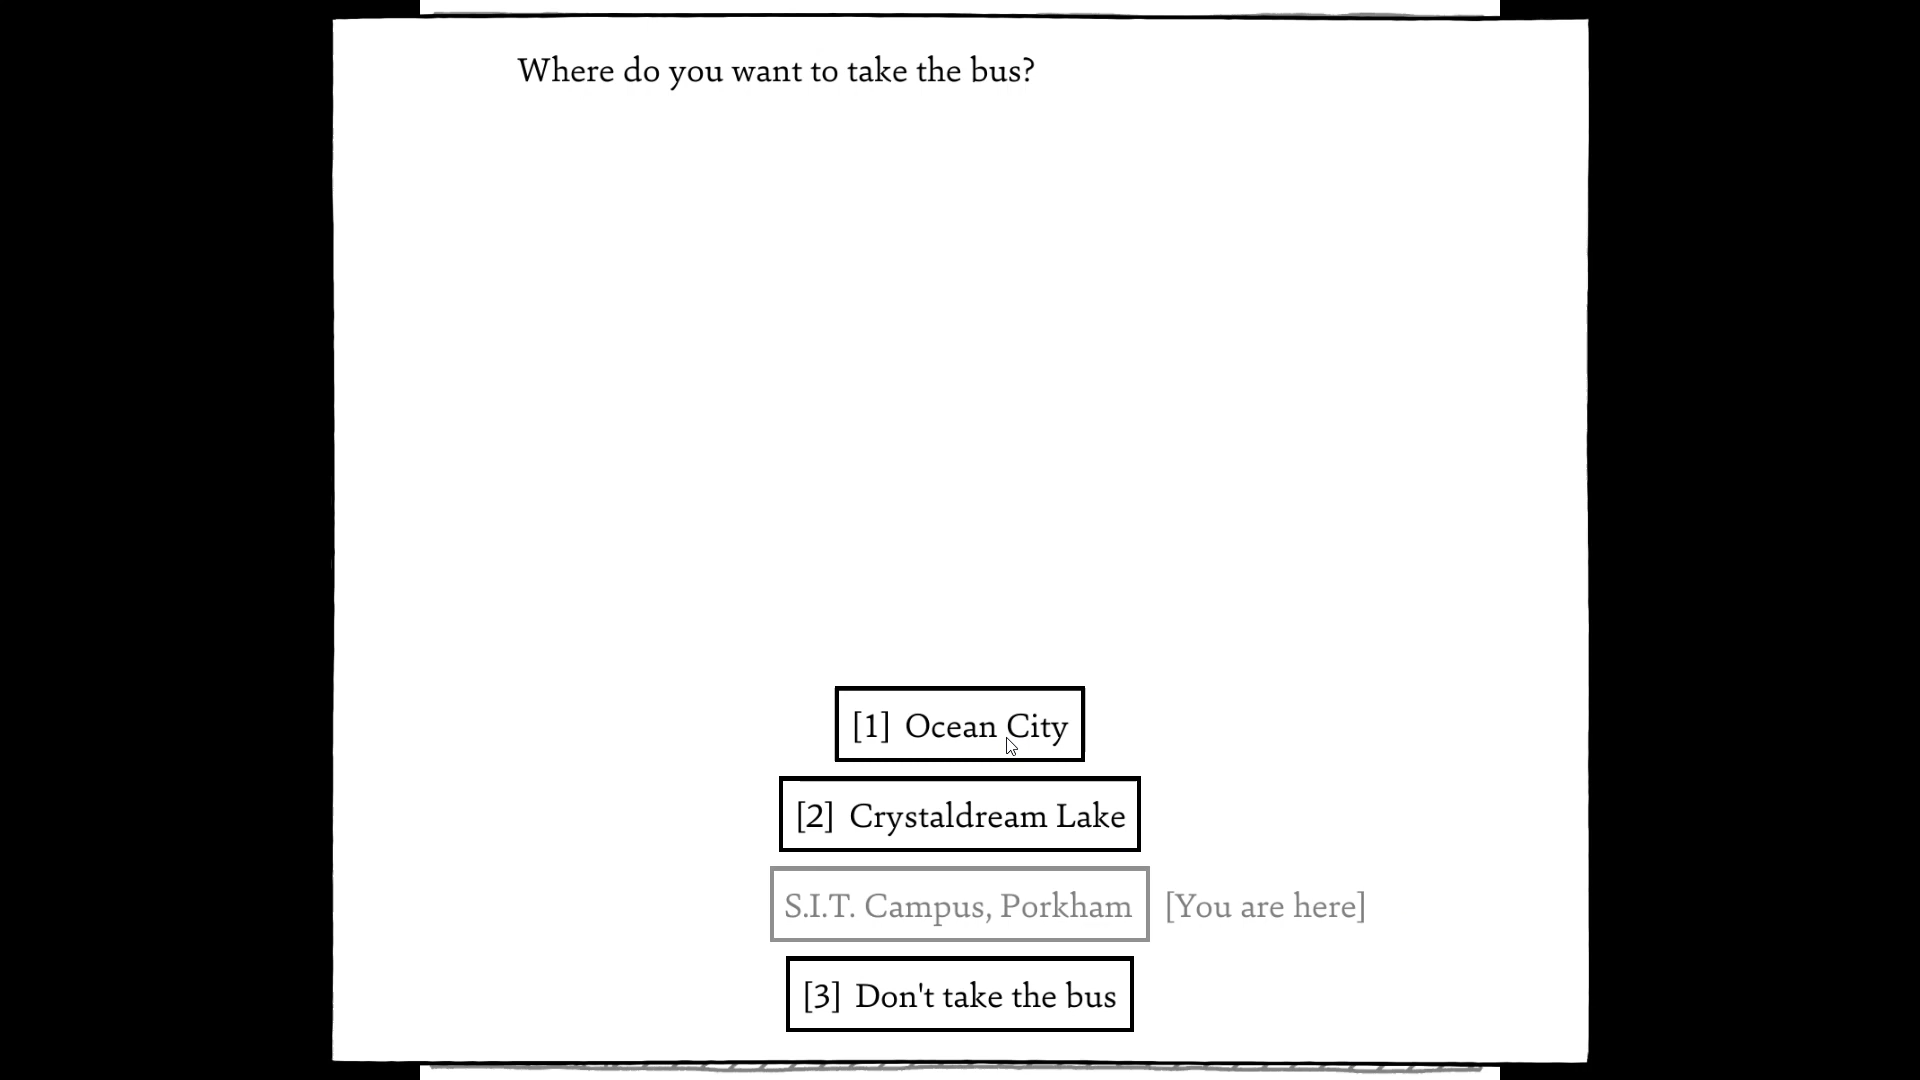 Where do you want to take the bus?
[1] Ocean City
[2] Crystaldream Lake
S.I.T. Campus, Porkham [You are here]
[3] Don't take the bus